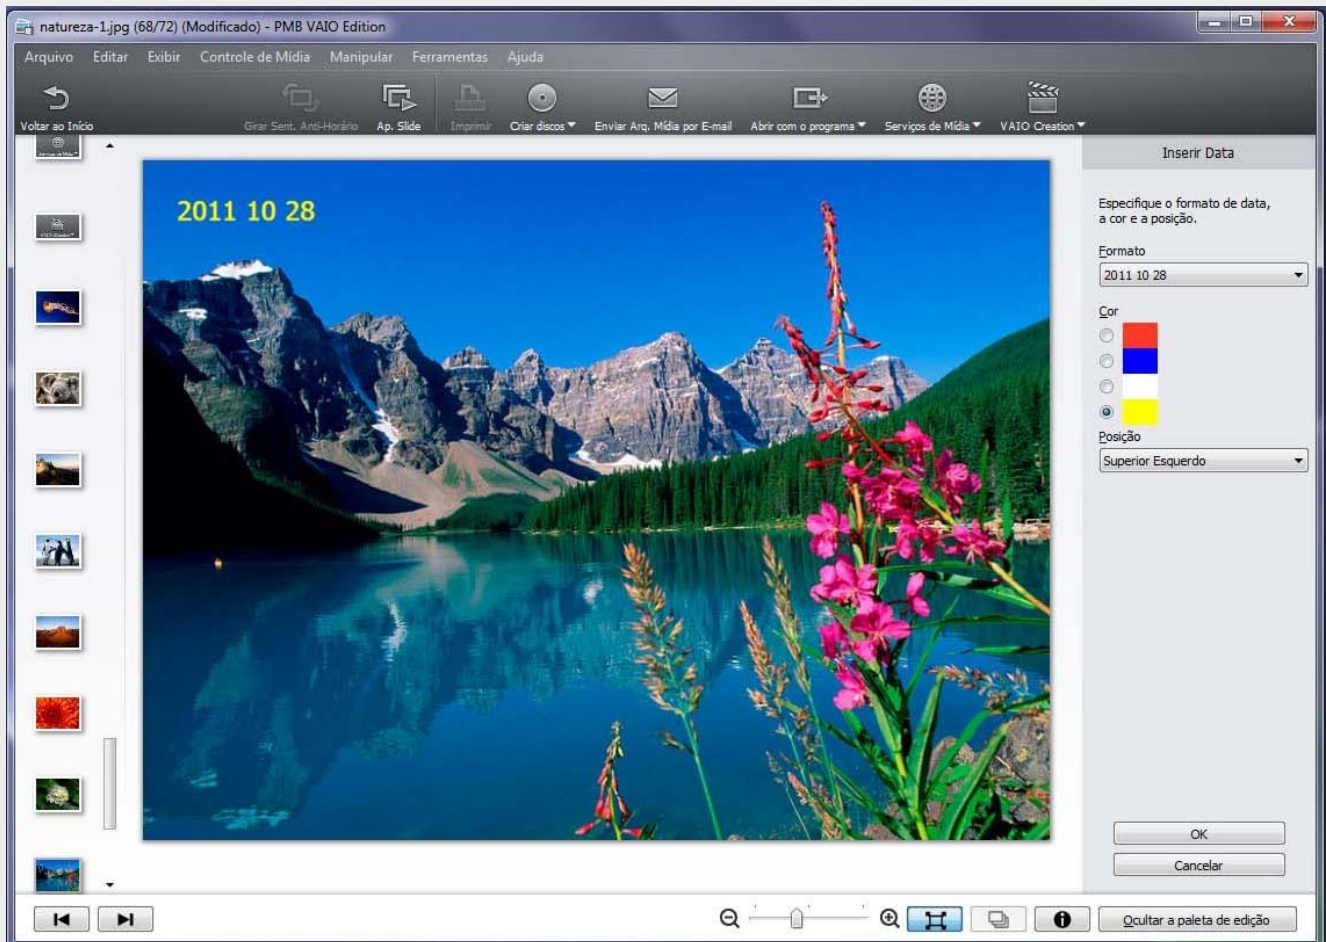 natureza-1.jpg (68/72) (Modificado) - PMB VAIO Edition
Arquivo Editar Exibir Controle de Mídia Manipular Ferramentas Ajuda
Voltar ao Início Girar Sent. Anti-Horário Ap. Slide Imprimir Criar discos Enviar Arq. Mídia por E-mail Abrir com o programa Serviços de Mídia VAIO Creation
Inserir Data
2011 10 28
Especifique o formato de data,
a cor e a posição.
Formato
2011 10 28
Cor
Posição
Superior Esquerdo
OK
Cancelar
Ocultar a paleta de edição